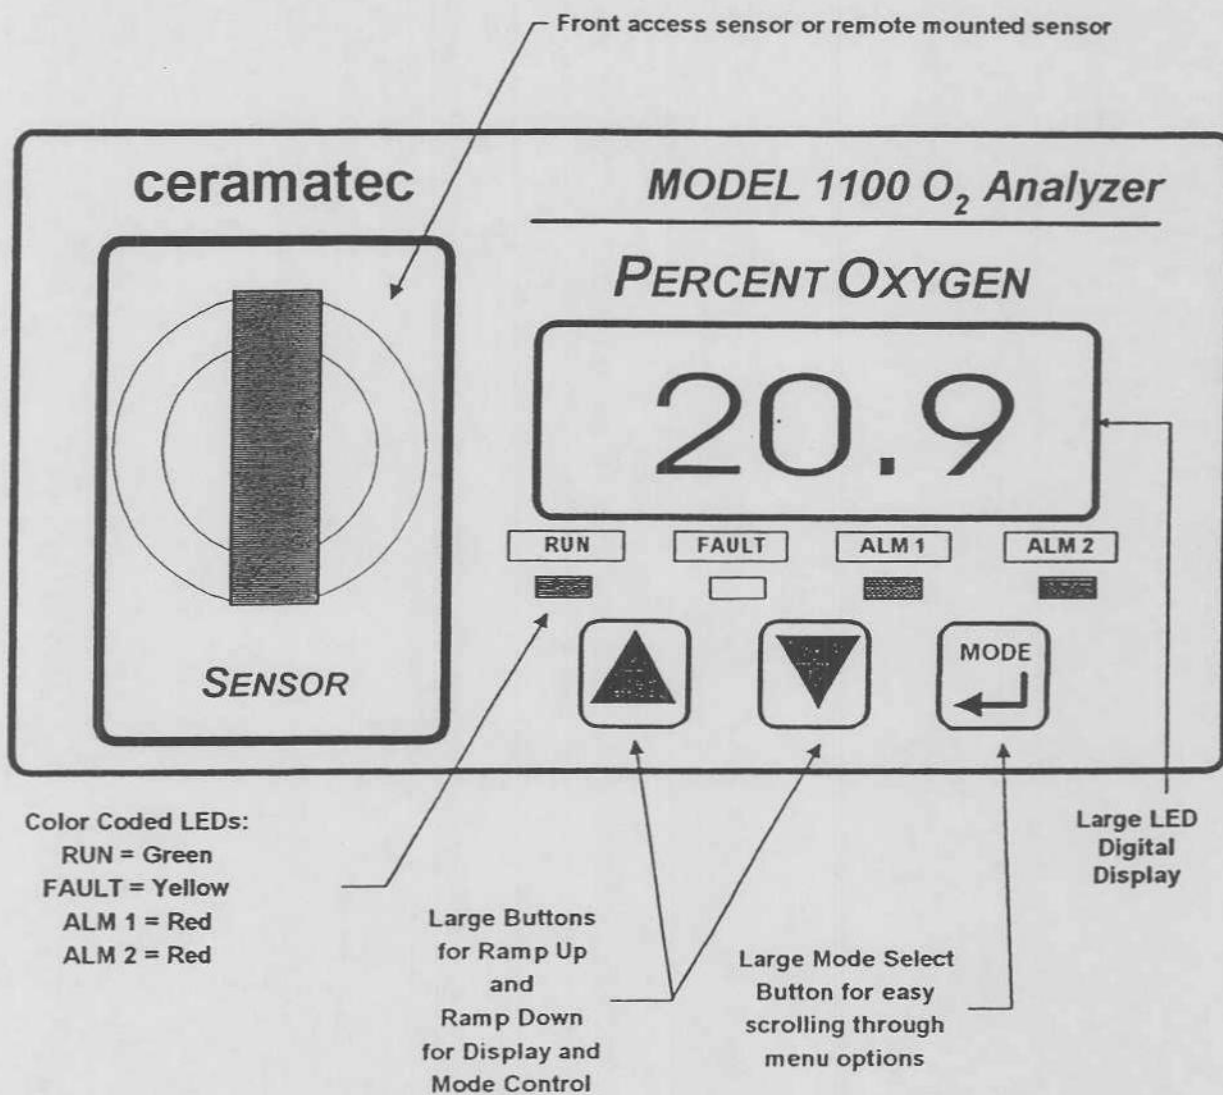 Front access sensor or remote mounted sensor
ceramatec
MODEL 1100 O₂ Analyzer
PERCENT OXYGEN
20.9
RUN
FAULT
ALM 1
ALM 2
MODE
SENSOR
Color Coded LEDs:
RUN = Green
FAULT = Yellow
ALM 1 = Red
ALM 2 = Red
Large Buttons
for Ramp Up
and
Ramp Down
for Display and
Mode Control
Large Mode Select
Button for easy
scrolling through
menu options
Large LED
Digital
Display